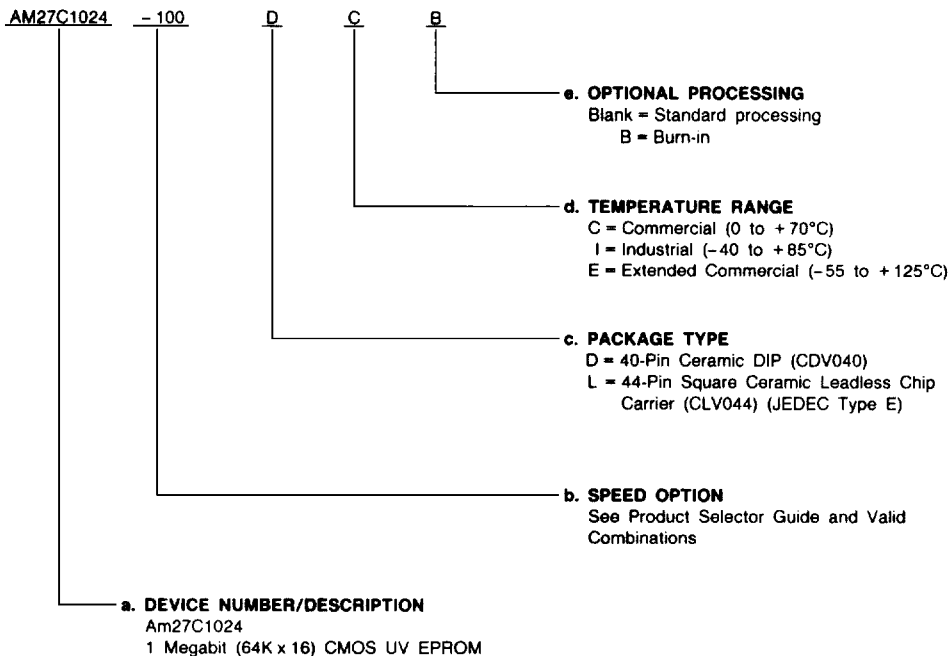 AM27C1024 -100 D C B
e. OPTIONAL PROCESSING
Blank = Standard processing
B = Burn-in
d. TEMPERATURE RANGE
C = Commercial (0 to +70°C)
I = Industrial (-40 to +85°C)
E = Extended Commercial (-55 to +125°C)
c. PACKAGE TYPE
D = 40-Pin Ceramic DIP (CDV040)
L = 44-Pin Square Ceramic Leadless Chip
Carrier (CLV044) (JEDEC Type E)
b. SPEED OPTION
See Product Selector Guide and Valid
Combinations
a. DEVICE NUMBER/DESCRIPTION
Am27C1024
1 Megabit (64K x 16) CMOS UV EPROM